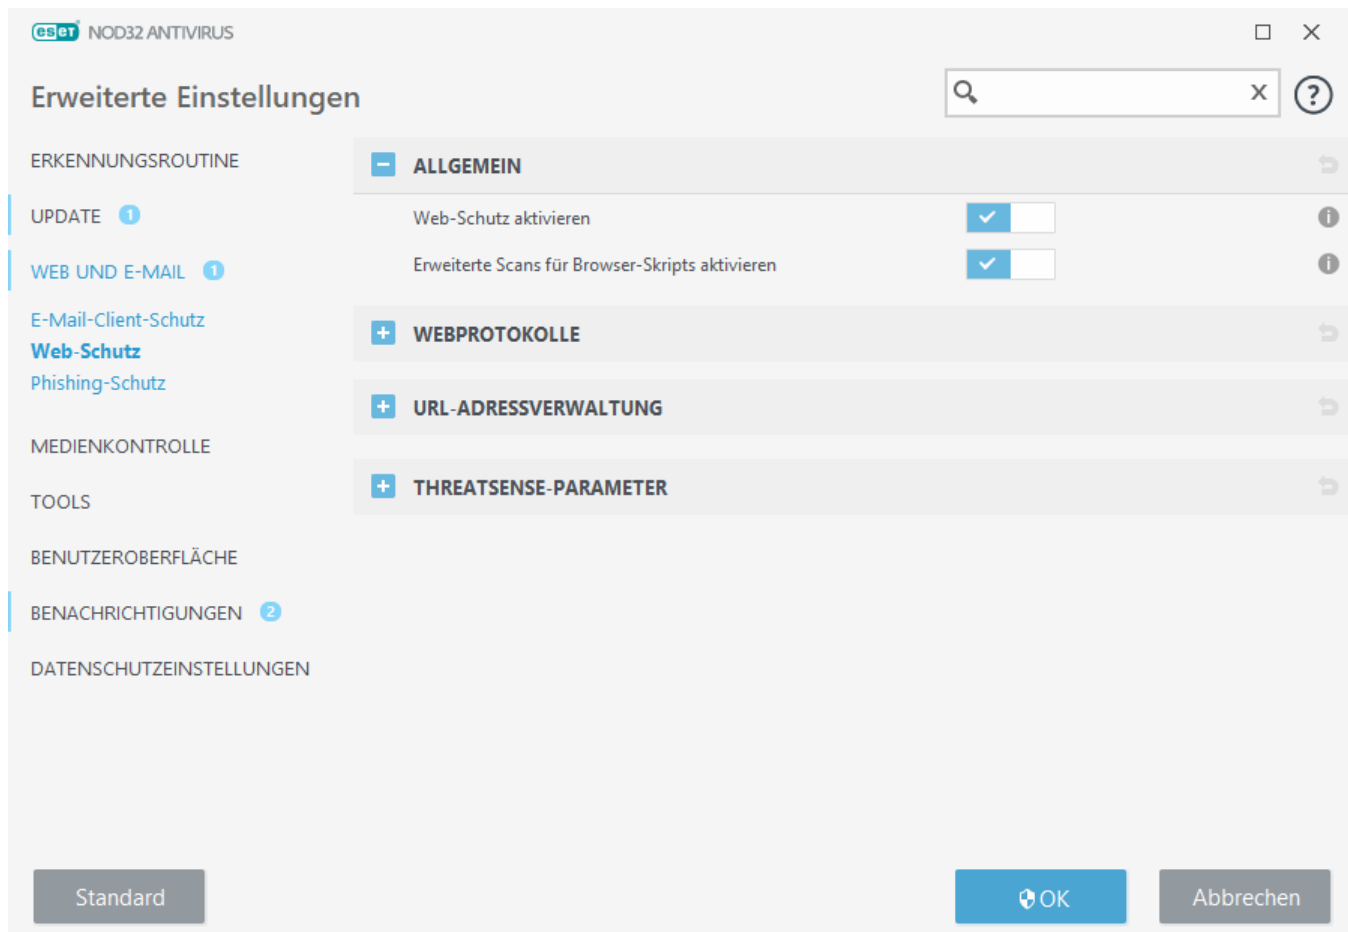 eset NOD32 ANTIVIRUS
Erweiterte Einstellungen
x
?
ERKENNUNGSROUTINE
UPDATE 1
WEB UND E-MAIL 1
E-Mail-Client-Schutz
Web-Schutz
Phishing-Schutz
MEDIENKONTROLLE
TOOLS
BENUTZEROBERFLÄCHE
BENACHRICHTIGUNGEN 2
DATENSCHUTZEINSTELLUNGEN
ALLGEMEIN
Web-Schutz aktivieren
i
Erweiterte Scans für Browser-Skripts aktivieren
i
WEBPROTOKOLLE
URL-ADRESSVERWALTUNG
THREATSENSE-PARAMETER
Standard
OK
Abbrechen